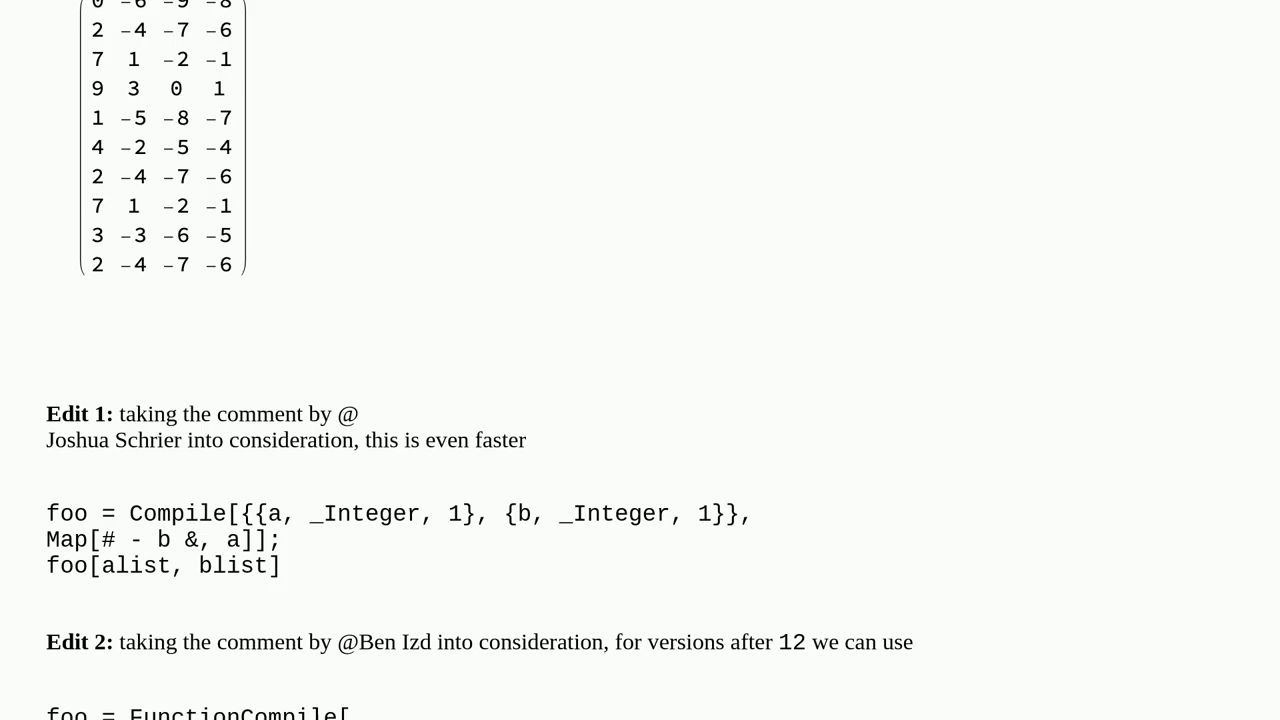 0 −6 −9 −8
2 −4 −7 −6
7 1 −2 −1
9 3 0 1
1 −5 −8 −7
4 −2 −5 −4
2 −4 −7 −6
7 1 −2 −1
3 −3 −6 −5
2 −4 −7 −6
Edit 1: taking the comment by @
Joshua Schrier into consideration, this is even faster
foo = Compile[{{a, _Integer, 1}, {b, _Integer, 1}},
Map[# - b &, a]];
foo[alist, blist]
Edit 2: taking the comment by @Ben Izd into consideration, for versions after 12 we can use
foo = FunctionCompile[